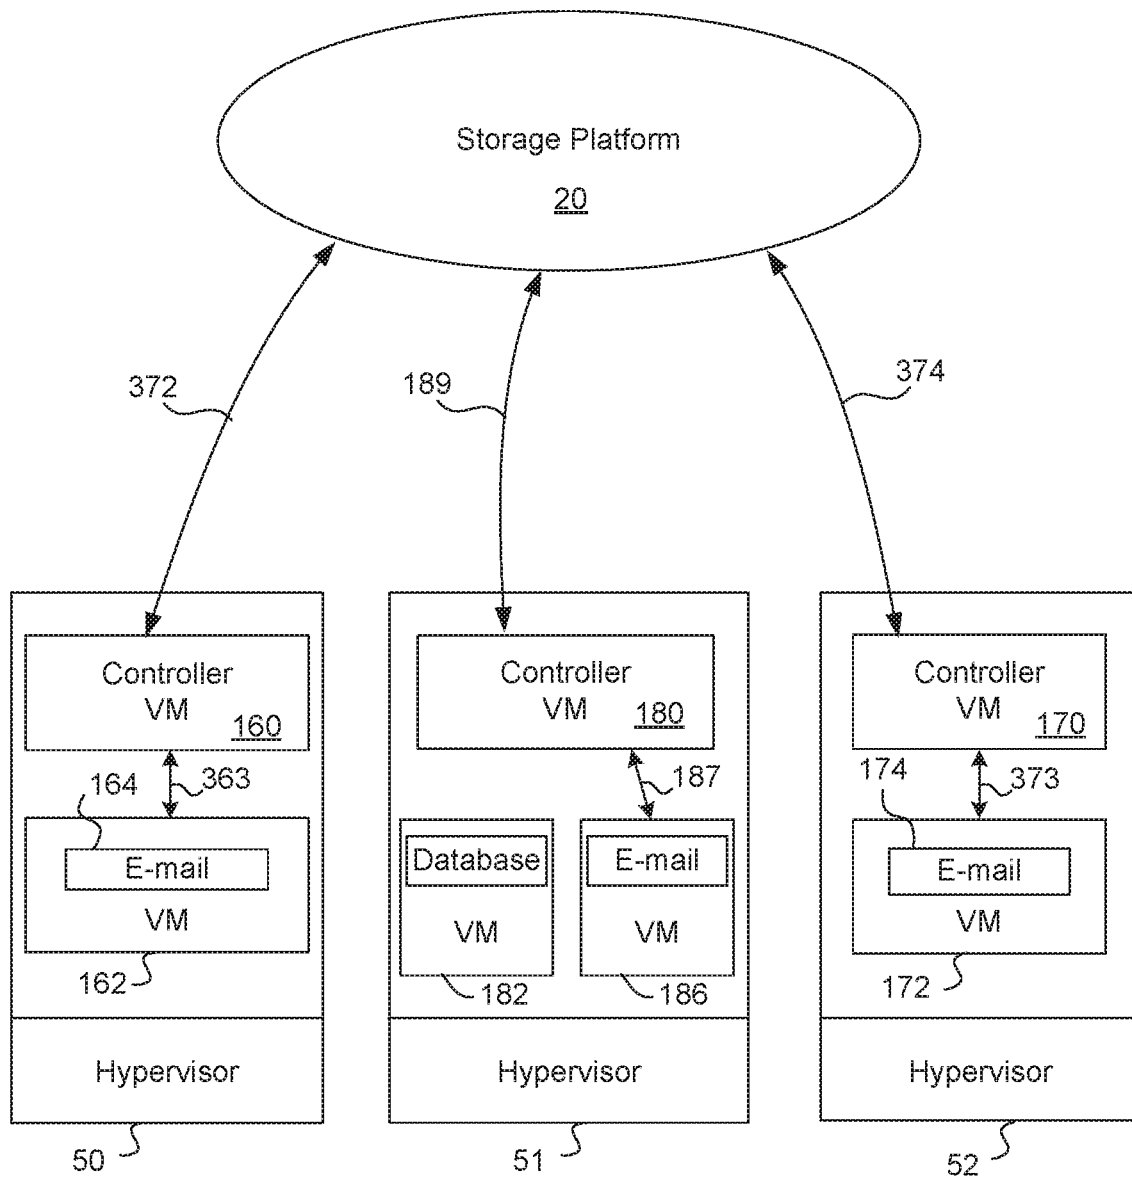 Storage Platform
20
372
189
374
Controller
VM
160
Controller
VM
180
Controller
VM
170
164
363
187
174
373
E-mail
VM
Database
VM
E-mail
VM
E-mail
VM
162
182
186
172
Hypervisor
Hypervisor
Hypervisor
50
51
52